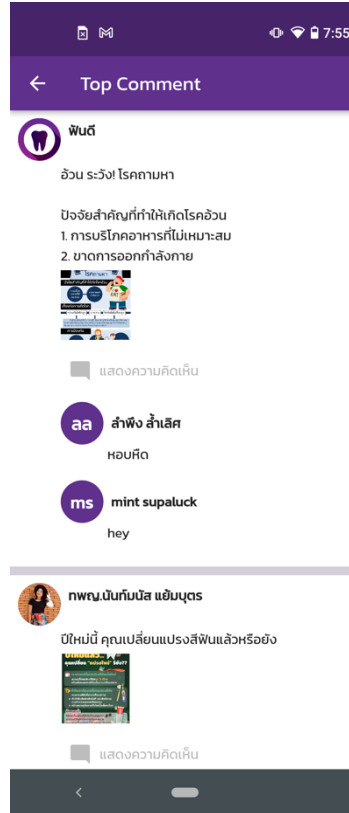 7:55
Top Comment
ฟันดี
อ้วน ระวัง! โรคถามหา
ปัจจัยสำคัญที่ทำให้เกิดโรคอ้วน
1. การบริโภคอาหารที่ไม่เหมาะสม
2. ขาดการออกกำลังกาย
แสดงความคิดเห็น
ลล
ลำพึง ล้ำเลิศ
หอบหืด
ms
mint supaluck
hey
ทพญ.นันท์มนัส แย้มบุตร
ปีใหม่นี้ คุณเปลี่ยนแปรงสีฟันแล้วหรือยัง
แสดงความคิดเห็น